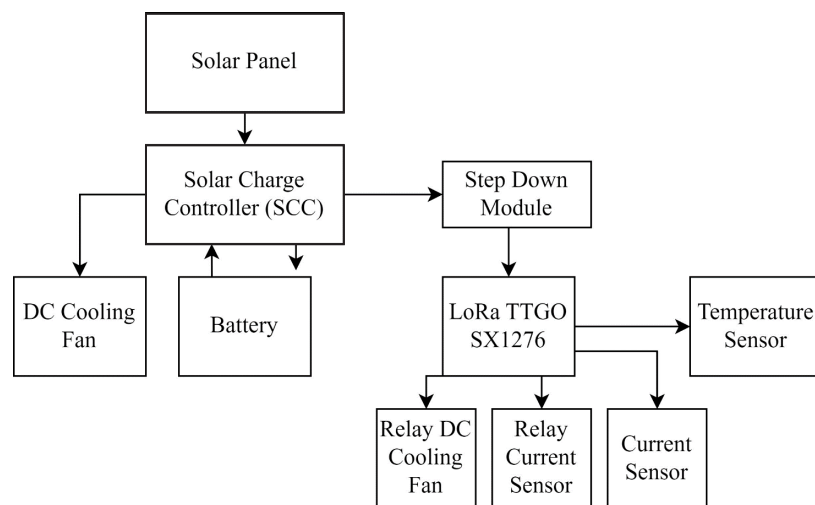 Solar Panel
Solar Charge
Controller (SCC)
Step Down
Module
DC Cooling
Fan
Battery
LoRa TTGO
SX1276
Temperature
Sensor
Relay DC
Cooling
Fan
Relay
Current
Sensor
Current
Sensor